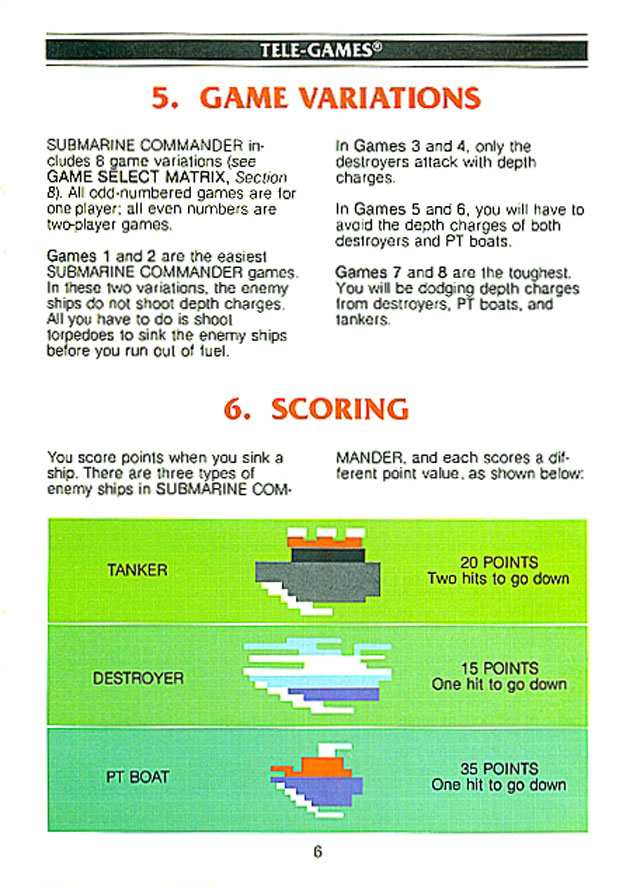 TELE-GAMES®
5. GAME VARIATIONS
SUBMARINE COMMANDER in-
cludes 8 game variations (see
GAME SELECT MATRIX, Section
8). All odd-numbered games are for
one player; all even numbers are
two-player games.
Games 1 and 2 are the easiest
SUBMARINE COMMANDER games.
In these two variations, the enemy
ships do not shoot depth charges.
All you have to do is shoot
torpedoes to sink the enemy ships
before you run out of fuel.
In Games 3 and 4, only the
destroyers attack with depth
charges.
In Games 5 and 6, you will have to
avoid the depth charges of both
destroyers and PT boats.
Games 7 and 8 are the toughest.
You will be dodging depth charges
from destroyers, PT boats, and
tankers.
6. SCORING
You score points when you sink a
ship. There are three types of
enemy ships in SUBMARINE COM-
MANDER, and each scores a dif-
ferent point value, as shown below:
TANKER
20 POINTS
Two hits to go down
DESTROYER
15 POINTS
One hit to go down
PT BOAT
35 POINTS
One hit to go down
6